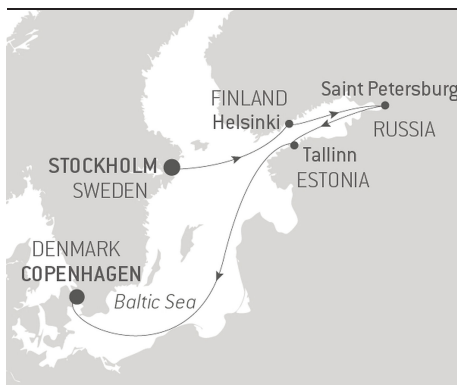 Saint Petersburg
FINLAND
Helsinki
RUSSIA
Tallinn
STOCKHOLM
ESTONIA
SWEDEN
DENMARK
COPENHAGEN
Baltic Sea